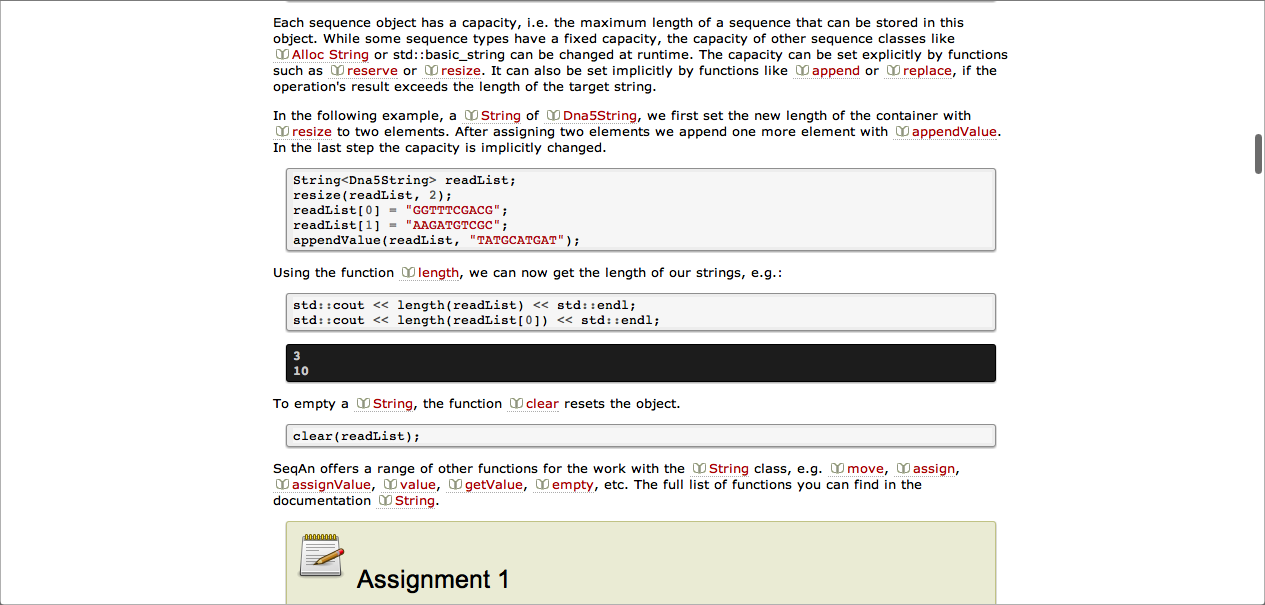 Each sequence object has a capacity, i.e. the maximum length of a sequence that can be stored in this
object. While some sequence types have a fixed capacity, the capacity of other sequence classes like
Alloc String or std::basic_string can be changed at runtime. The capacity can be set explicitly by functions
such as reserve or resize. It can also be set implicitly by functions like append or replace, if the
operation's result exceeds the length of the target string.
In the following example, a String of Dna5String, we first set the new length of the container with
resize to two elements. After assigning two elements we append one more element with appendValue.
In the last step the capacity is implicitly changed.
String<Dna5String> readList;
resize(readList, 2);
readList[0] = "GGTTTCGACG";
readList[1] = "AAGATGTCGC";
appendValue(readList, "TATGCATGAT");
Using the function length, we can now get the length of our strings, e.g.:
std::cout << length(readList) << std::endl;
std::cout << length(readList[0]) << std::endl;
3
10
To empty a String, the function clear resets the object.
clear(readList);
SeqAn offers a range of other functions for the work with the String class, e.g. move, assign,
assignValue, value, getValue, empty, etc. The full list of functions you can find in the
documentation String.
Assignment 1